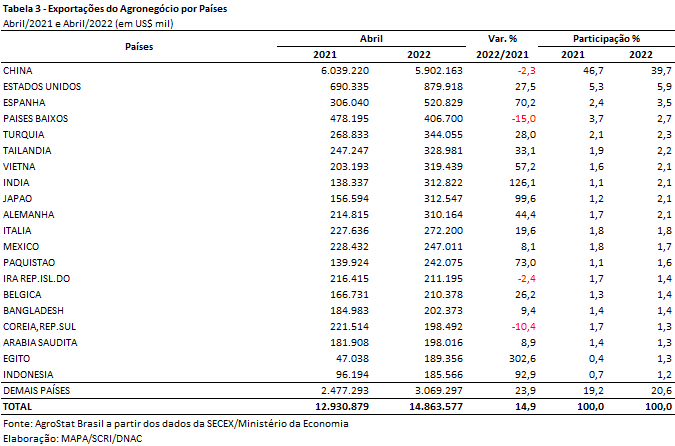 Tabela 3 - Exportações do Agronegócio por Países
Abril/2021 e Abril/2022 (em US$ mil)
Países Abril Var. % Participação %
2021 2022 2022/2021 2021 2022
CHINA 6.039.220 5.902.163 -2,3 46,7 39,7
ESTADOS UNIDOS 690.335 879.918 27,5 5,3 5,9
ESPANHA 306.040 520.829 70,2 2,4 3,5
PAISES BAIXOS 478.195 406.700 -15,0 3,7 2,7
TURQUIA 268.833 344.055 28,0 2,1 2,3
TAILANDIA 247.247 328.981 33,1 1,9 2,2
VIETNA 203.193 319.439 57,2 1,6 2,1
INDIA 138.337 312.822 126,1 1,1 2,1
JAPAO 156.594 312.547 99,6 1,2 2,1
ALEMANHA 214.815 310.164 44,4 1,7 2,1
ITALIA 227.636 272.200 19,6 1,8 1,8
MEXICO 228.432 247.011 8,1 1,8 1,7
PAQUISTAO 139.924 242.075 73,0 1,1 1,6
IRA REP.ISL.DO 216.415 211.195 -2,4 1,7 1,4
BELGICA 166.731 210.378 26,2 1,3 1,4
BANGLADESH 184.983 202.373 9,4 1,4 1,4
COREIA,REP.SUL 221.514 198.492 -10,4 1,7 1,3
ARABIA SAUDITA 181.908 198.016 8,9 1,4 1,3
EGITO 47.038 189.356 302,6 0,4 1,3
INDONESIA 96.194 185.566 92,9 0,7 1,2
DEMAIS PAÍSES 2.477.293 3.069.297 23,9 19,2 20,6
TOTAL 12.930.879 14.863.577 14,9 100,0 100,0
Fonte: AgroStat Brasil a partir dos dados da SECEX/Ministério da Economia
Elaboração: MAPA/SCRI/DNAC